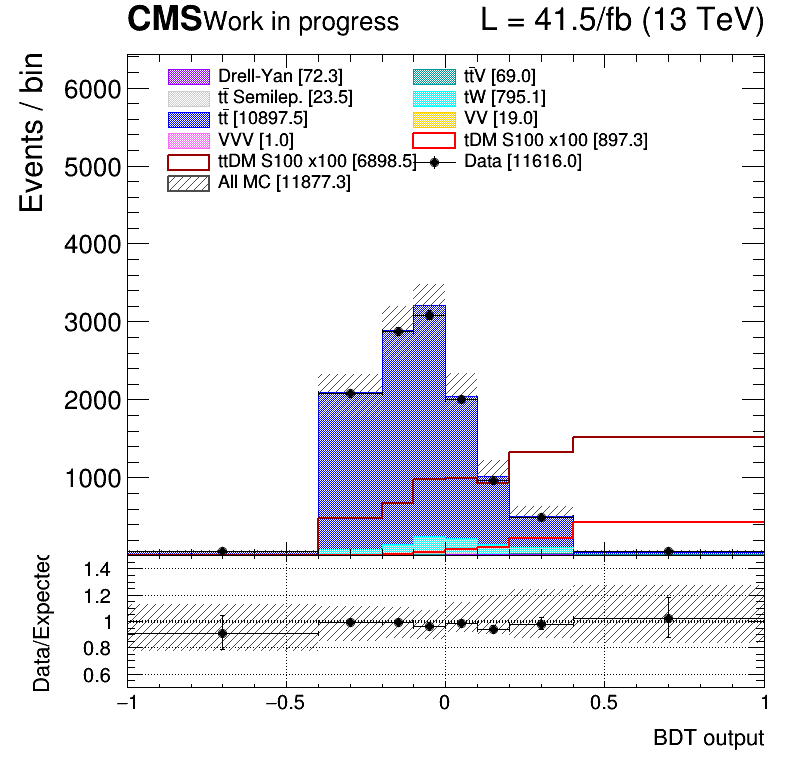 CMS Work in progress L = 41.5/fb (13 TeV)
Events / bin
Drell-Yan [72.3] tt̄V [69.0]
tt̄ Semilep. [23.5] tW [795.1]
tt̄ [10897.5] VV [19.0]
VVV [1.0] tDM S100 x100 [897.3]
ttDM S100 x100 [6898.5] Data [11616.0]
All MC [11877.3]
6000
5000
4000
3000
2000
1000
Data/Expected
1.4
1.2
1
0.8
0.6
−1 −0.5 0 0.5 1
BDT output